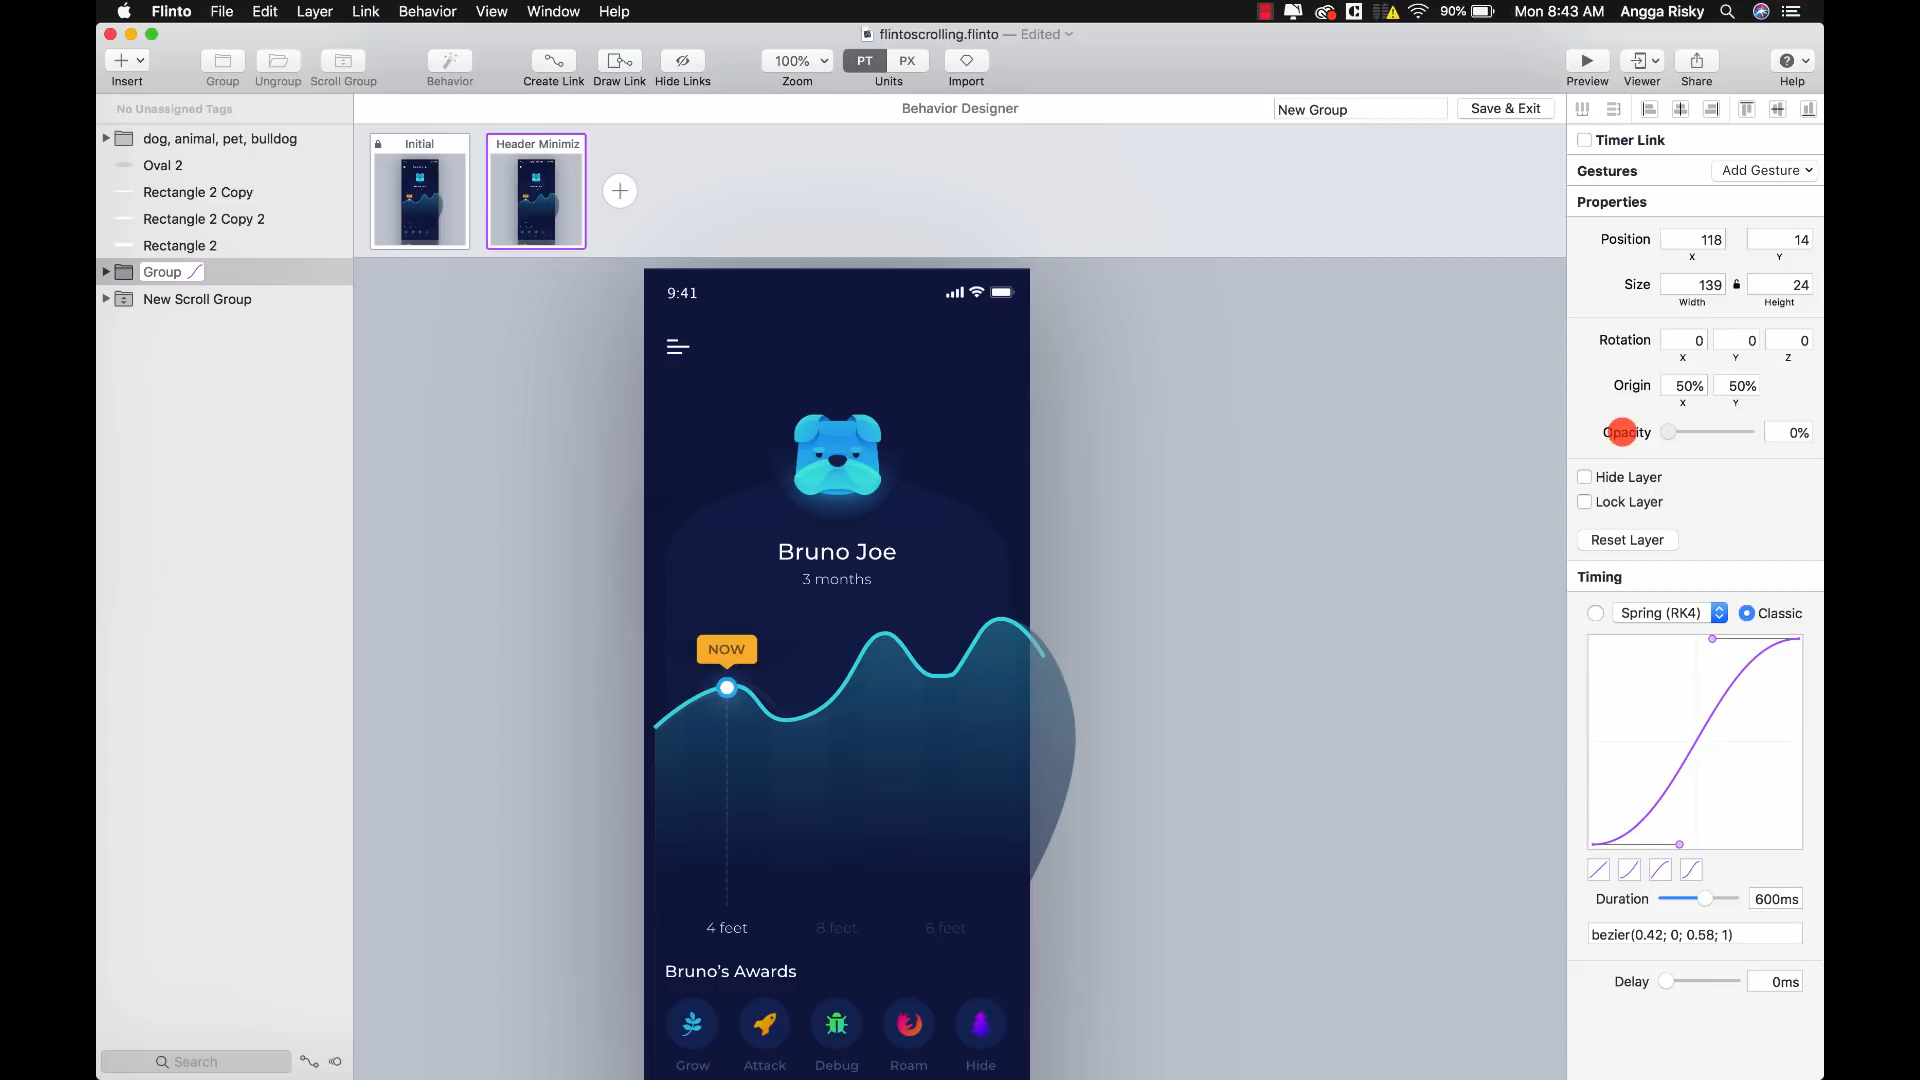 Flinto File Edit Layer Link Behavior View Window Help 90% Mon 8:43 AM Angga Risky
flintoscrolling.flinto — Edited
Insert Group Ungroup Scroll Group Behavior Create Link Draw Link Hide Links 100% Zoom PT PX Units Import Preview Viewer Share Help
No Unassigned Tags
Behavior Designer
New Group
Save & Exit
dog, animal, pet, bulldog
Oval 2
Rectangle 2 Copy
Rectangle 2 Copy 2
Rectangle 2
Group
New Scroll Group
Search
Initial
Header Minimiz
9:41
Bruno Joe
3 months
NOW
4 feet 8 feet 6 feet
Bruno's Awards
Grow Attack Debug Roam Hide
Timer Link
Gestures Add Gesture
Properties
Position 118 14
X Y
Size 139 24
Width Height
Rotation 0 0 0
X Y Z
Origin 50% 50%
X Y
Opacity 0%
Hide Layer
Lock Layer
Reset Layer
Timing
Spring (RK4) Classic
Duration 600ms
bezier(0.42; 0; 0.58; 1)
Delay 0ms